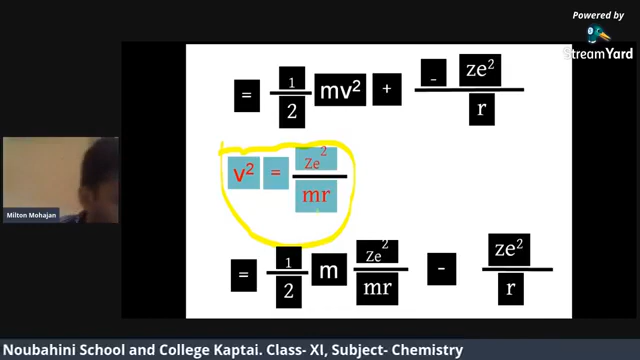 Powered by
StreamYard
= 1/2 mv² + - ze²/r
v² = Ze²/mr
= 1/2 m Ze²/mr - ze²/r
Milton Mohajan
Noubahini School and College Kaptai. Class- XI, Subject- Chemistry